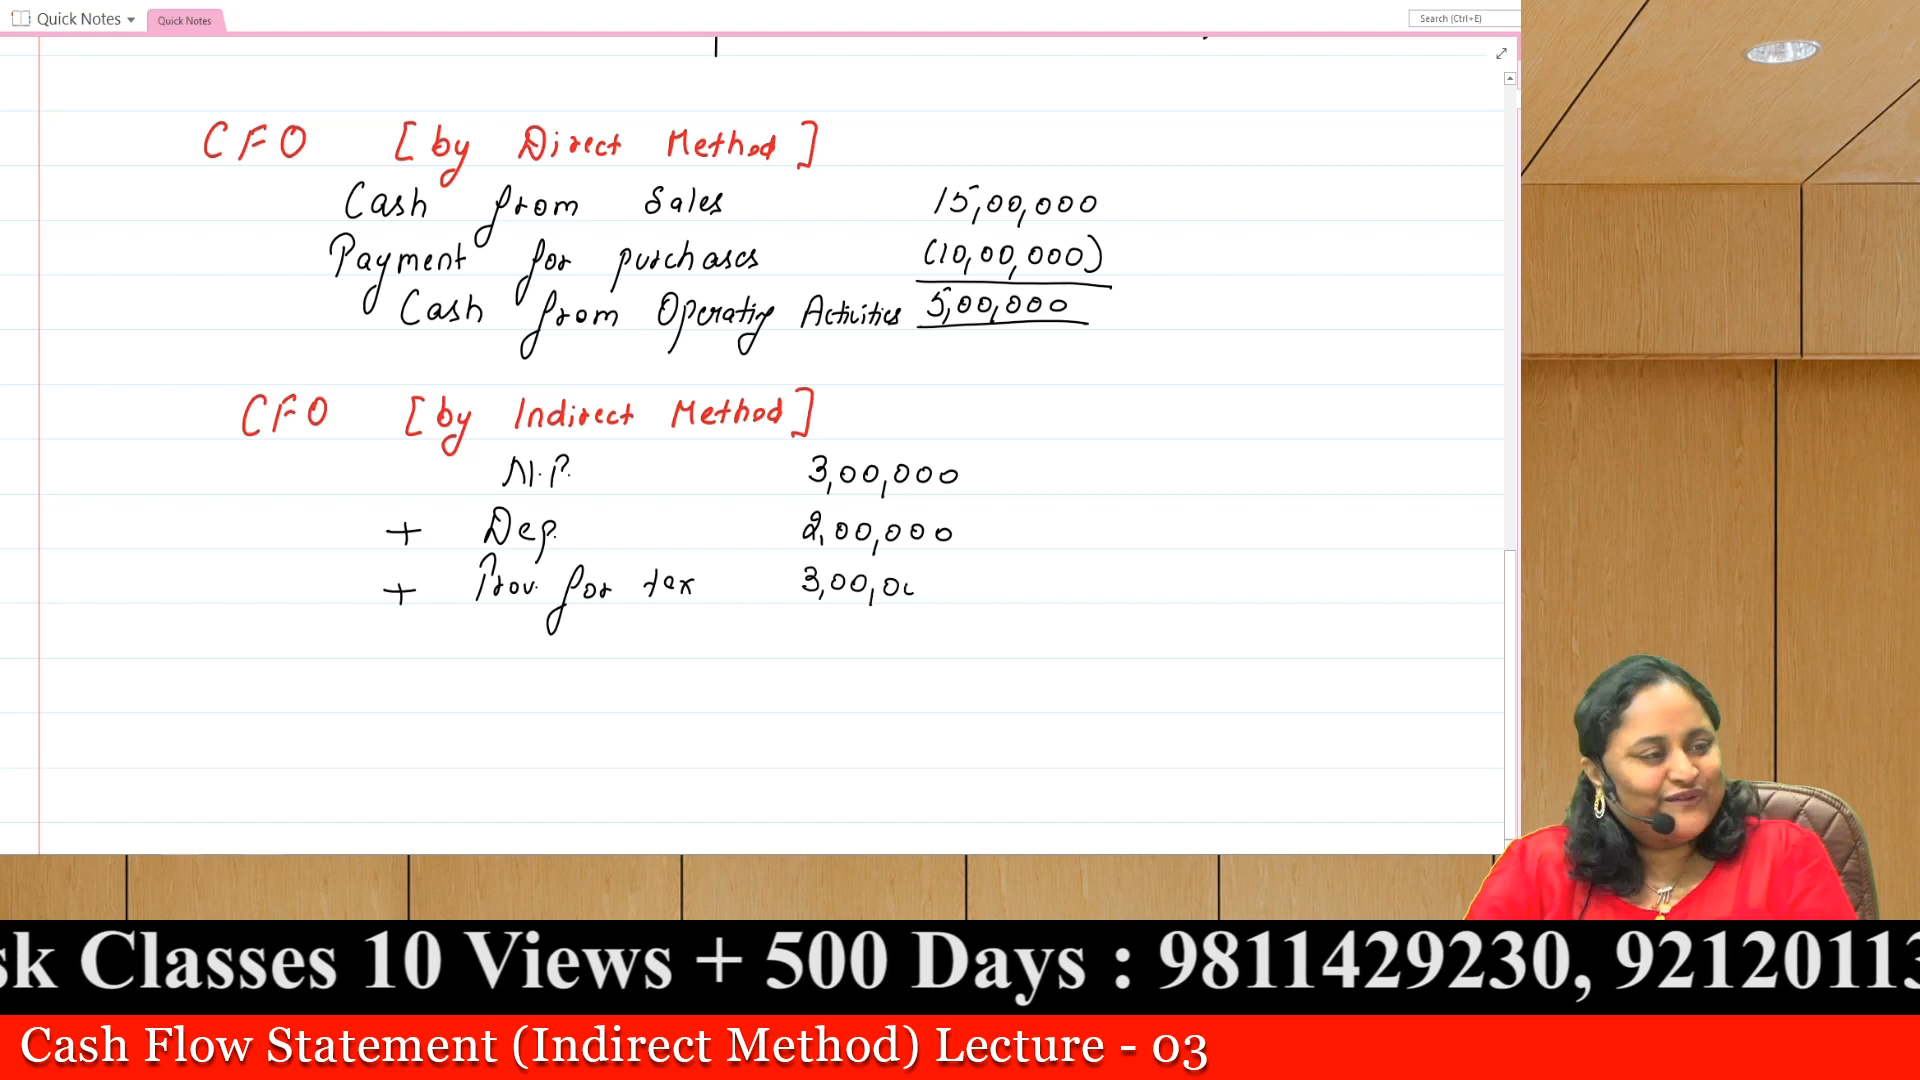 Quick Notes
Quick Notes
Search (Ctrl+E)
CFO [by Direct Method]
Cash from Sales 15,00,000
Payment for purchases (10,00,000)
Cash from Operating Activities 5,00,000
CFO [by Indirect Method]
N.P. 3,00,000
+ Dep. 2,00,000
+ Prov. for tax 3,00,00
sk Classes 10 Views + 500 Days : 9811429230, 92120113
Cash Flow Statement (Indirect Method) Lecture - 03